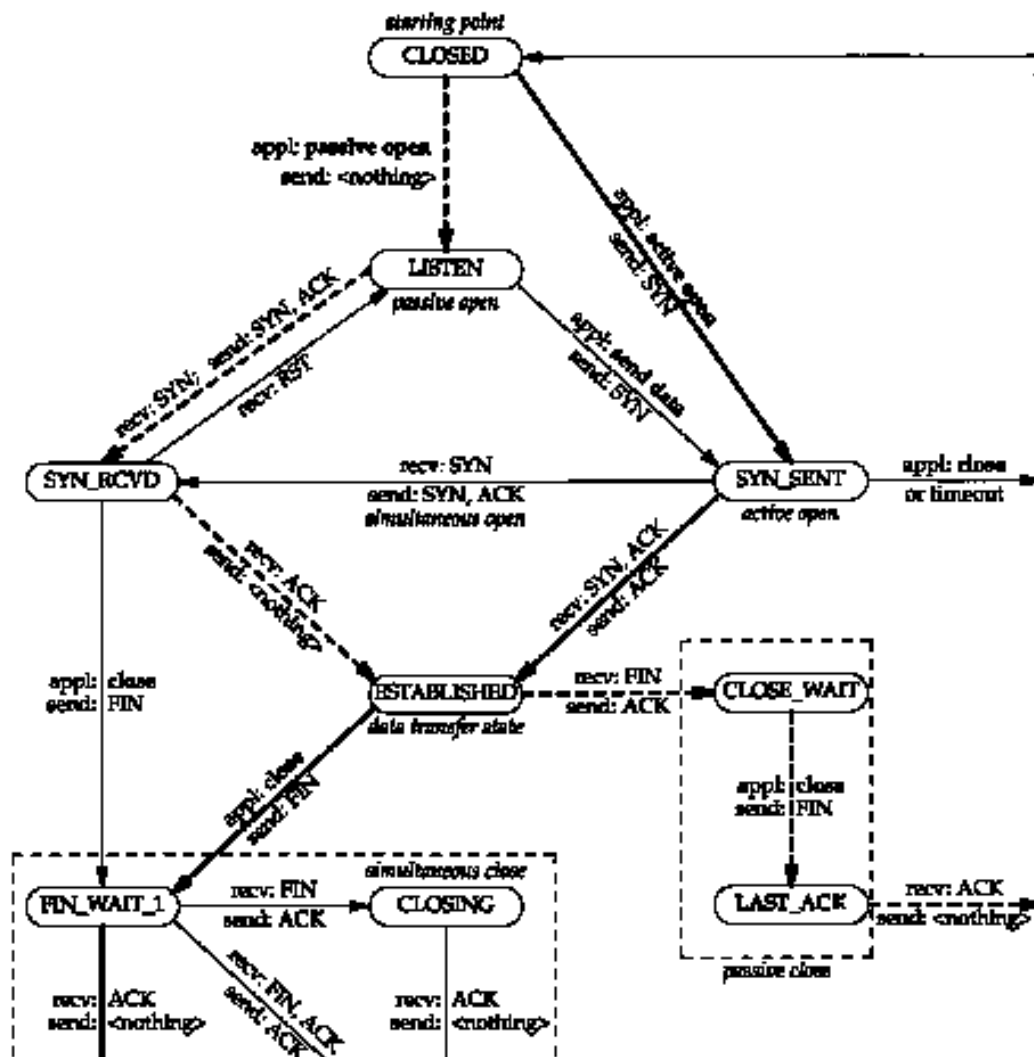 starting point
CLOSED
appl: passive open
send: <nothing>
appl: active open
send: SYN
LISTEN
passive open
recv: SYN; send: SYN, ACK
recv: RST
appl: send data
send: SYN
SYN_RCVD
recv: SYN
send: SYN, ACK
simultaneous open
SYN_SENT
active open
appl: close
or timeout
recv: ACK
send: <nothing>
recv: SYN, ACK
send: ACK
appl: close
send: FIN
ESTABLISHED
data transfer state
recv: FIN
send: ACK
CLOSE_WAIT
appl: close
send: FIN
appl: close
send: FIN
simultaneous close
FIN_WAIT_1
recv: FIN
send: ACK
CLOSING
LAST_ACK
recv: ACK
send: <nothing>
passive close
recv: ACK
send: <nothing>
recv: FIN, ACK
send: ACK
recv: ACK
send: <nothing>